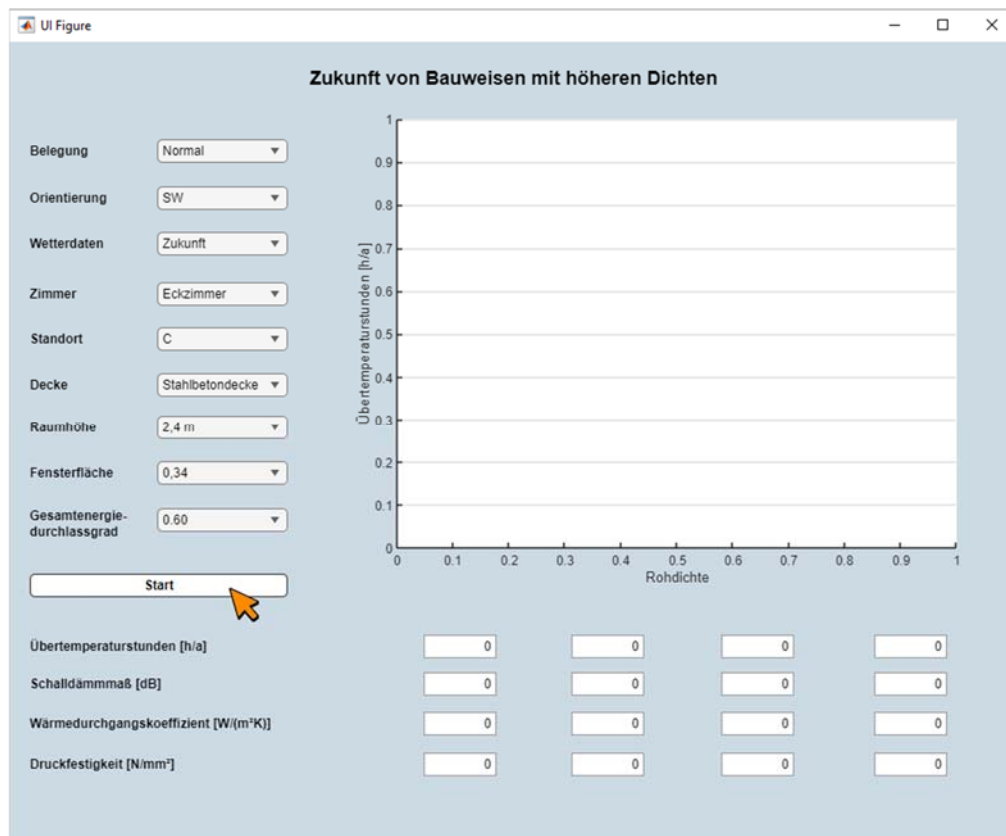 UI Figure
Zukunft von Bauweisen mit höheren Dichten
Belegung
Normal
Orientierung
SW
Wetterdaten
Zukunft
Zimmer
Eckzimmer
Standort
C
Decke
Stahlbetondecke
Raumhöhe
2,4 m
Fensterfläche
0,34
Gesamtenergie-
durchlassgrad
0.60
Start
Übertemperaturstunden [h/a]
1
0.9
0.8
0.7
0.6
0.5
0.4
0.3
0.2
0.1
0
0 0.1 0.2 0.3 0.4 0.5 0.6 0.7 0.8 0.9 1
Rohdichte
Übertemperaturstunden [h/a] 0 0 0 0
Schalldämmmaß [dB] 0 0 0 0
Wärmedurchgangskoeffizient [W/(m²K)] 0 0 0 0
Druckfestigkeit [N/mm²] 0 0 0 0